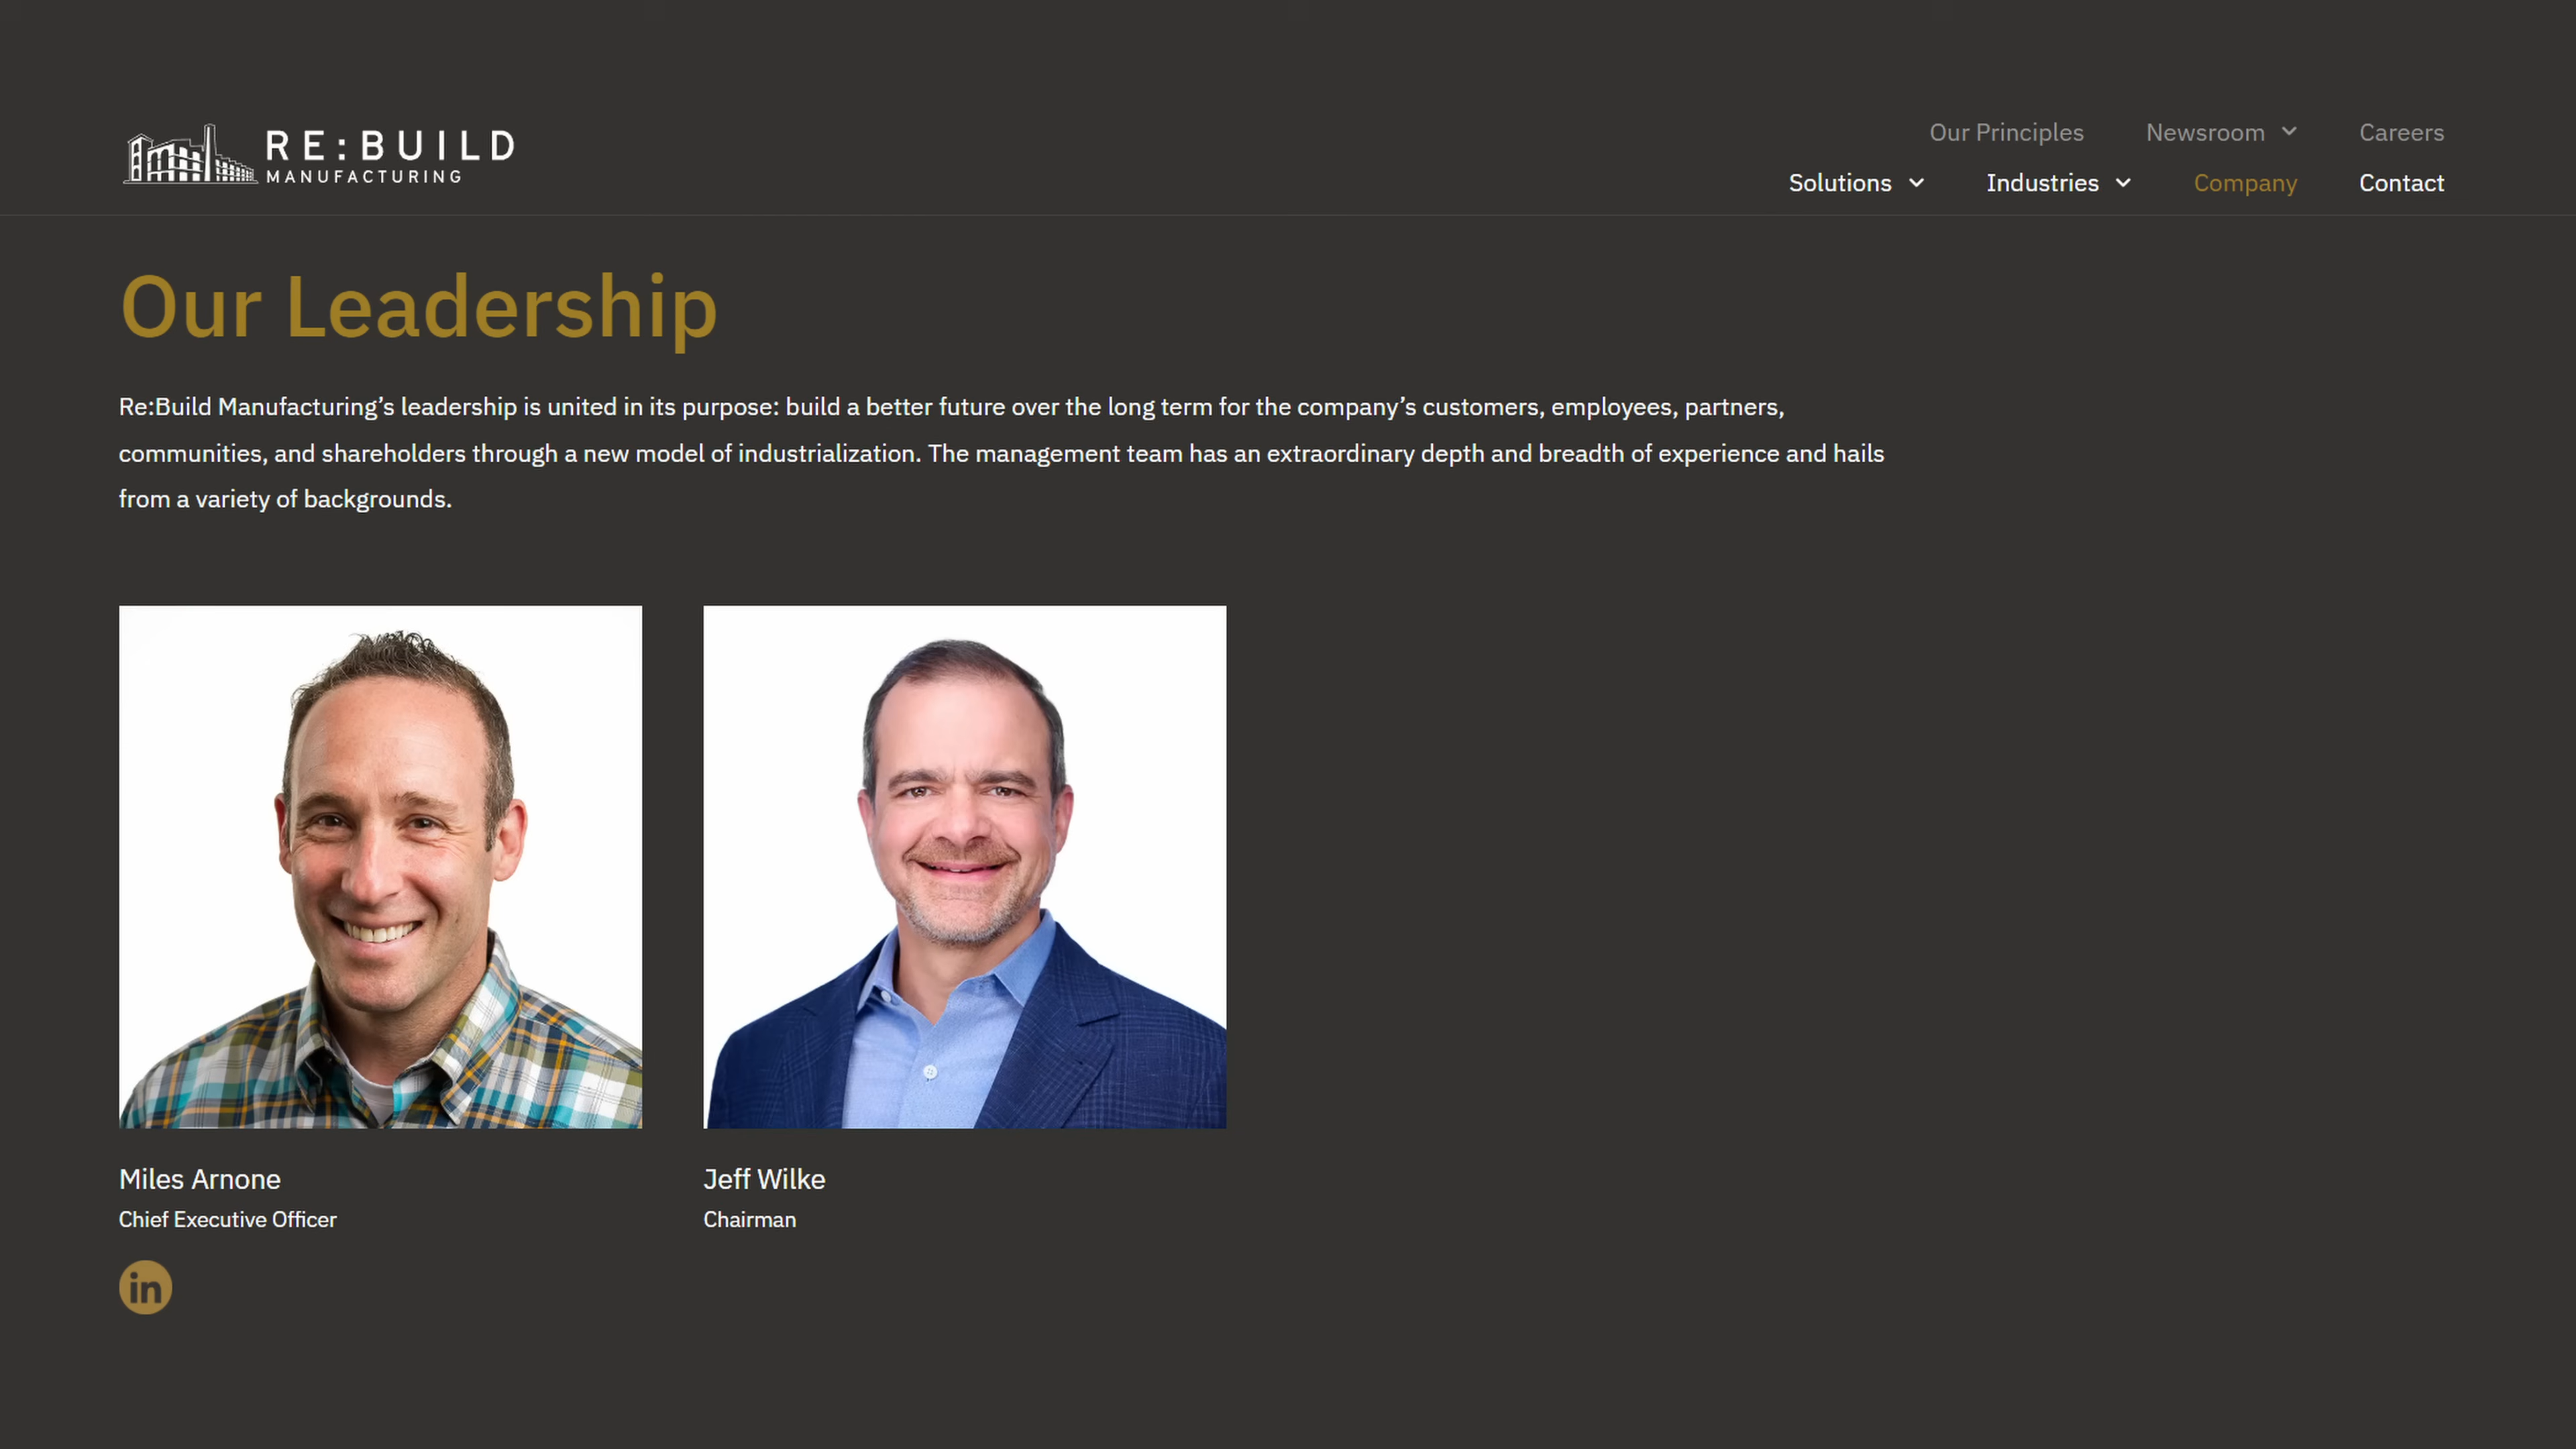 RE:BUILD
MANUFACTURING
Our Principles Newsroom Careers
Solutions Industries Company Contact
Our Leadership
Re:Build Manufacturing’s leadership is united in its purpose: build a better future over the long term for the company’s customers, employees, partners,
communities, and shareholders through a new model of industrialization. The management team has an extraordinary depth and breadth of experience and hails
from a variety of backgrounds.
Miles Arnone
Chief Executive Officer
in
Jeff Wilke
Chairman